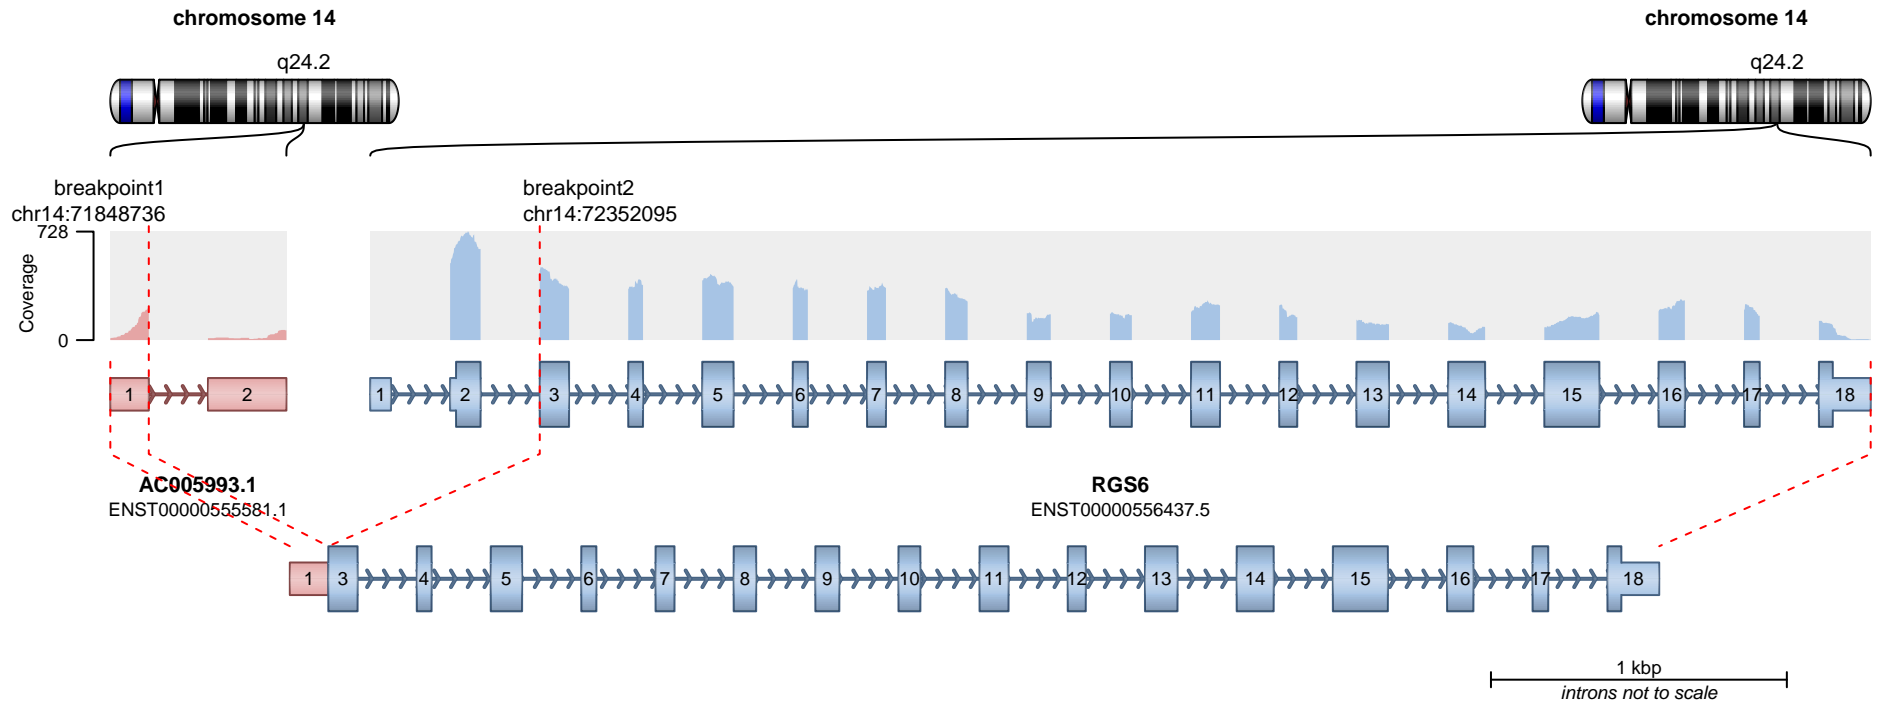 chromosome 14
chromosome 14
q24.2
q24.2
breakpoint1
chr14:71848736
breakpoint2
chr14:72352095
728
0
Coverage
1 2
1 2 3 4 5 6 7 8 9 10 11 12 13 14 15 16 17 18
AC005993.1
ENST00000555581.1
RGS6
ENST00000556437.5
1 3 4 5 6 7 8 9 10 11 12 13 14 15 16 17 18
1 kbp
introns not to scale